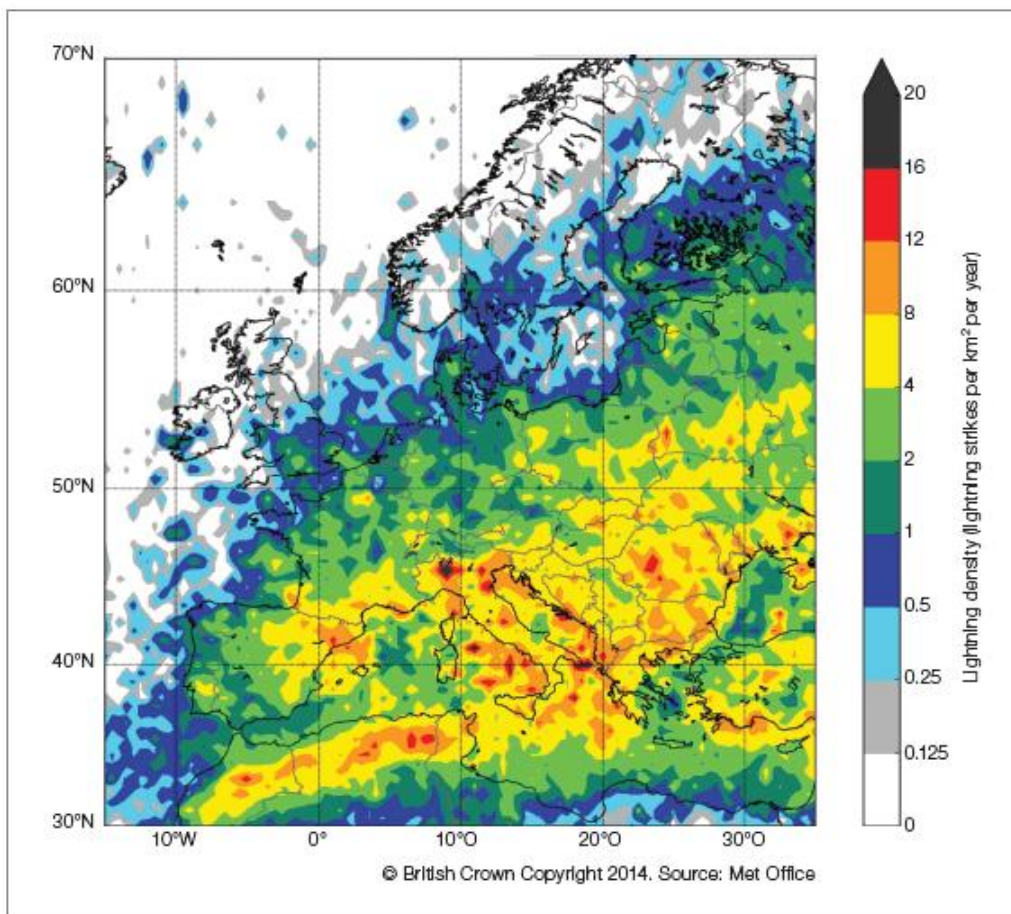 70°N
60°N
50°N
40°N
30°N
10°W
0°
10°O
20°O
30°O
20
16
12
8
4
2
1
0.5
0.25
0.125
0
Lightning density (lightning strikes per km² per year)
© British Crown Copyright 2014. Source: Met Office